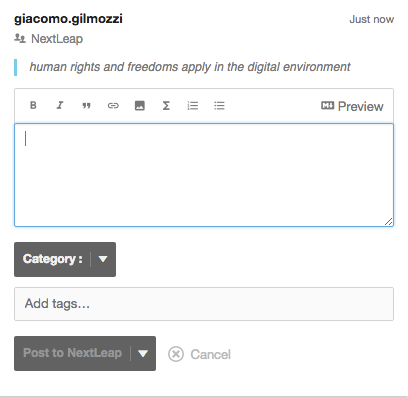 giacomo.gilmozzi Just now
NextLeap
human rights and freedoms apply in the digital environment
B I ❞ Σ Preview
Category :
Add tags...
Post to NextLeap Cancel